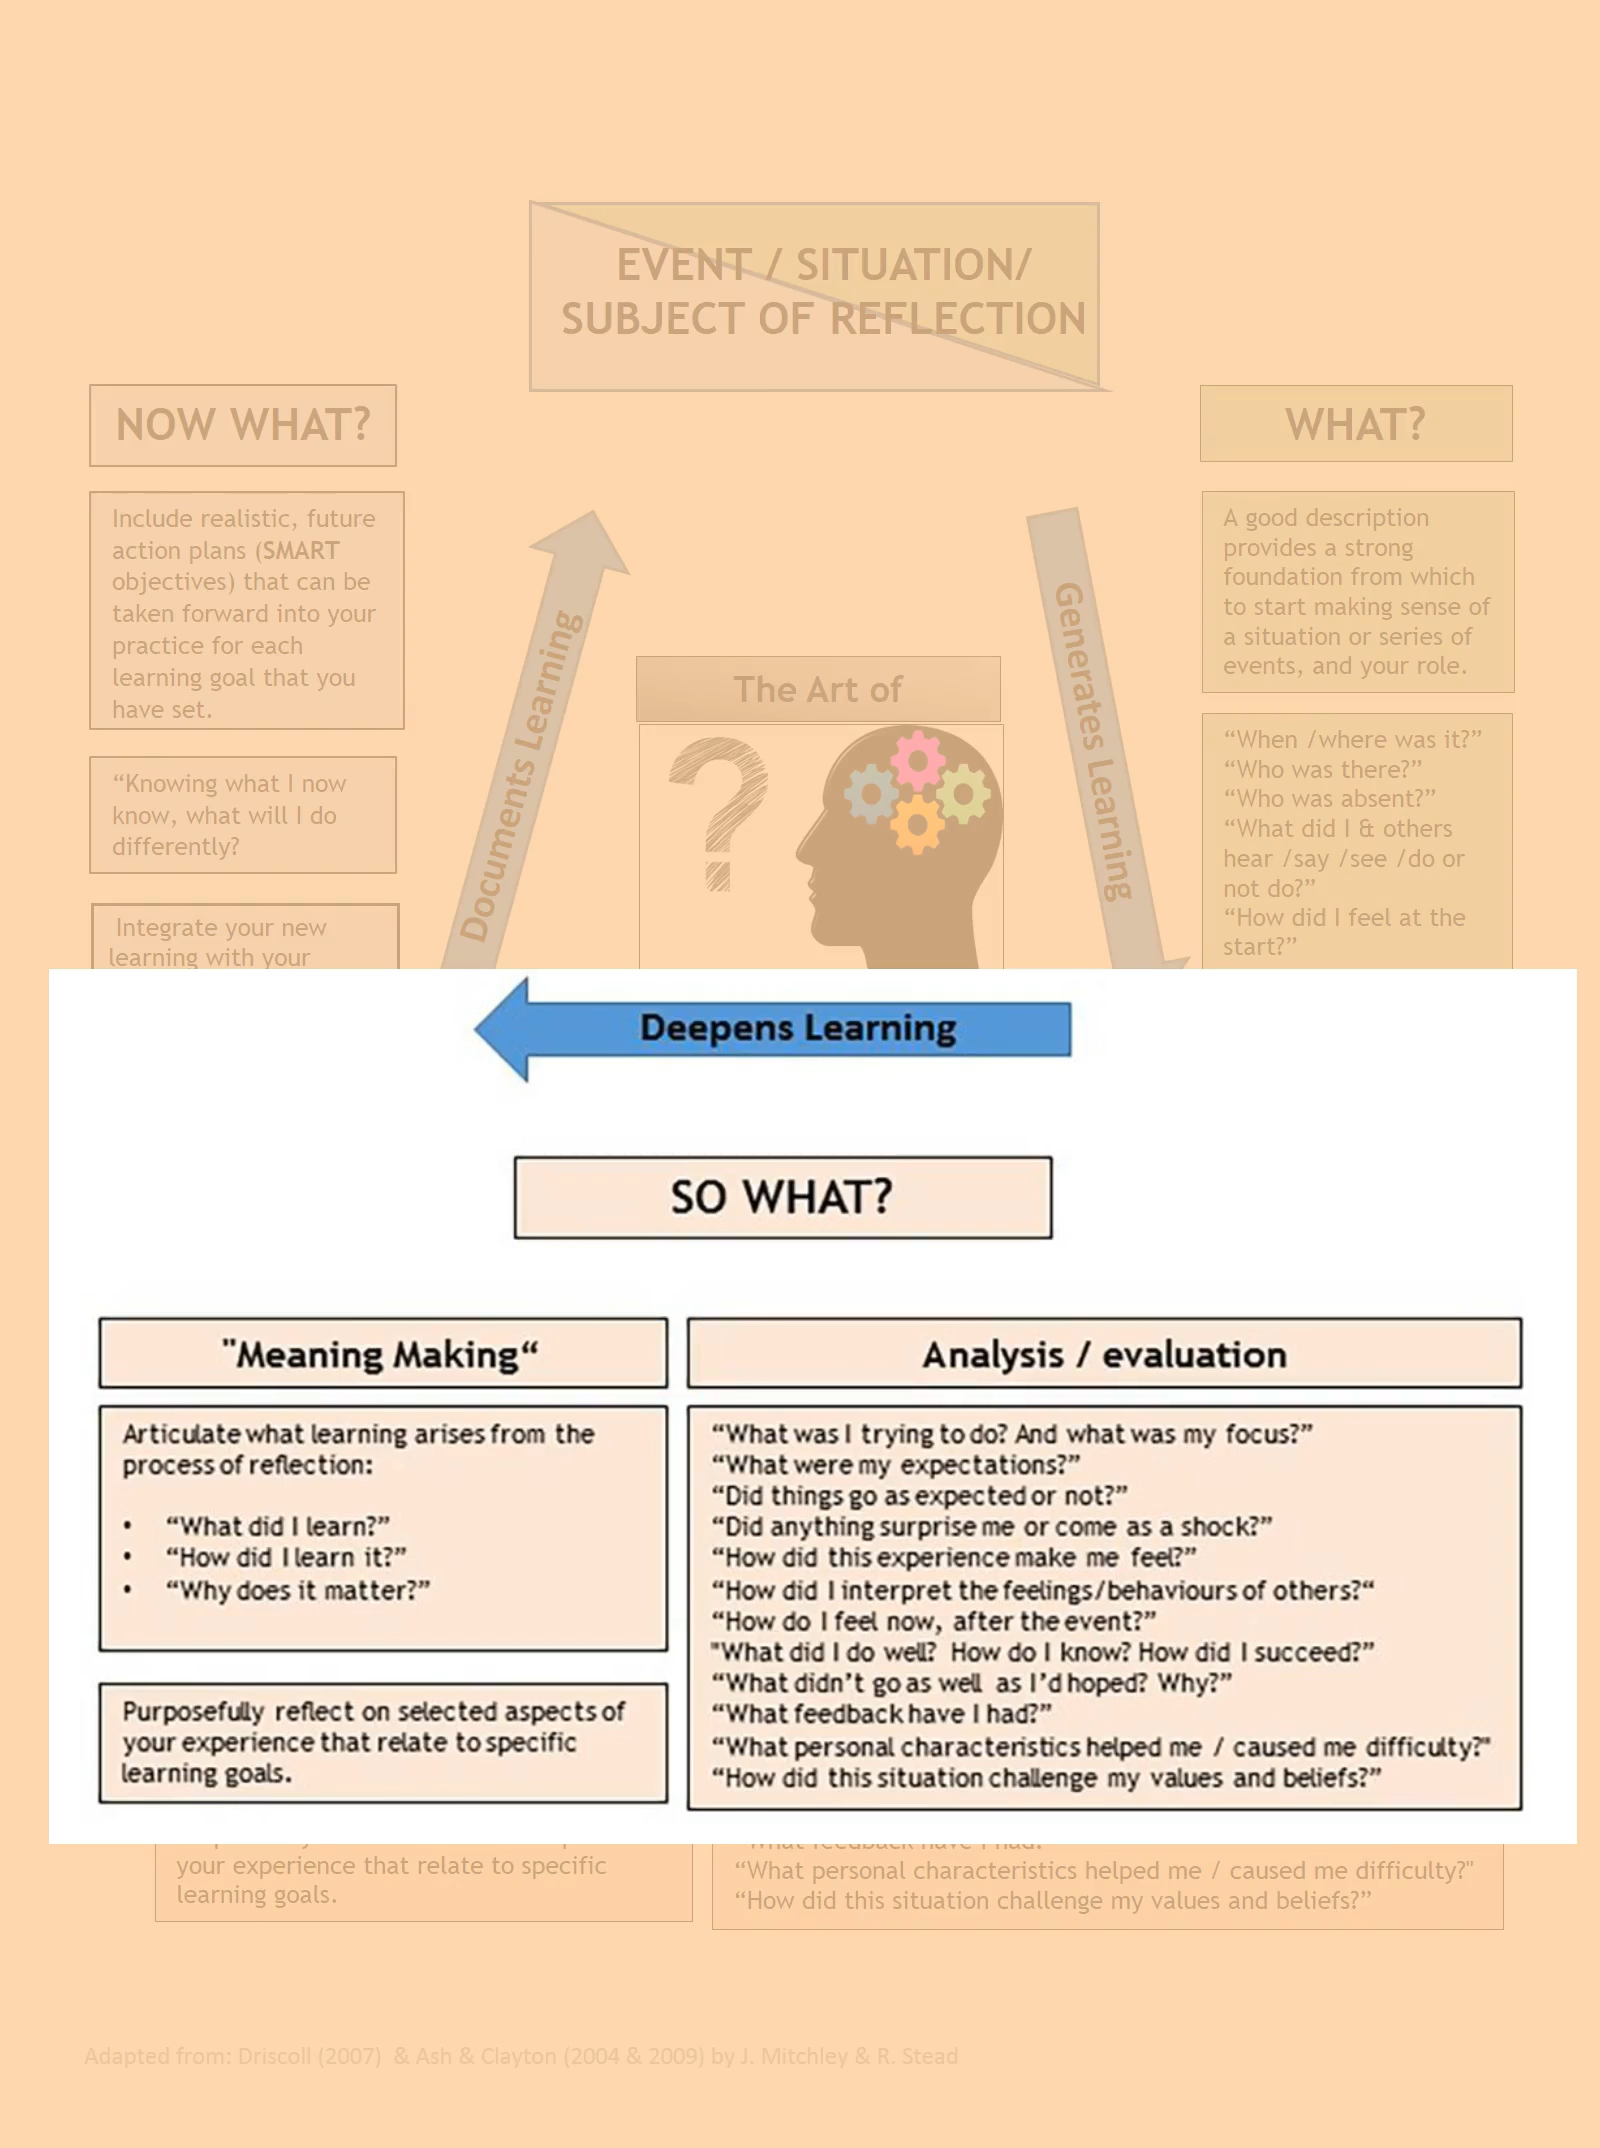 EVENT / SITUATION/
SUBJECT OF REFLECTION
NOW WHAT?
Include realistic, future
action plans (SMART
objectives) that can be
taken forward into your
practice for each
learning goal that you
have set.
“Knowing what I now
know, what will I do
differently?
Integrate your new
learning with your
Documents Learning
The Art of
?
Generates Learning
WHAT?
A good description
provides a strong
foundation from which
to start making sense of
a situation or series of
events, and your role.
“When /where was it?”
“Who was there?”
“Who was absent?”
“What did I & others
hear /say /see /do or
not do?”
“How did I feel at the
start?”
Deepens Learning
SO WHAT?
"Meaning Making“
Articulate what learning arises from the
process of reflection:
• “What did I learn?”
• “How did I learn it?”
• “Why does it matter?”
Purposefully reflect on selected aspects of
your experience that relate to specific
learning goals.
Analysis / evaluation
“What was I trying to do? And what was my focus?”
“What were my expectations?”
“Did things go as expected or not?”
“Did anything surprise me or come as a shock?”
“How did this experience make me feel?”
“How did I interpret the feelings/behaviours of others?“
“How do I feel now, after the event?”
"What did I do well? How do I know? How did I succeed?”
“What didn’t go as well as I’d hoped? Why?”
“What feedback have I had?”
“What personal characteristics helped me / caused me difficulty?"
“How did this situation challenge my values and beliefs?”
your experience that relate to specific
learning goals.
“What feedback have I had?”
“What personal characteristics helped me / caused me difficulty?"
“How did this situation challenge my values and beliefs?”
Adapted from: Driscoll (2007) & Ash & Clayton (2004 & 2009) by J. Mitchley & R. Stead